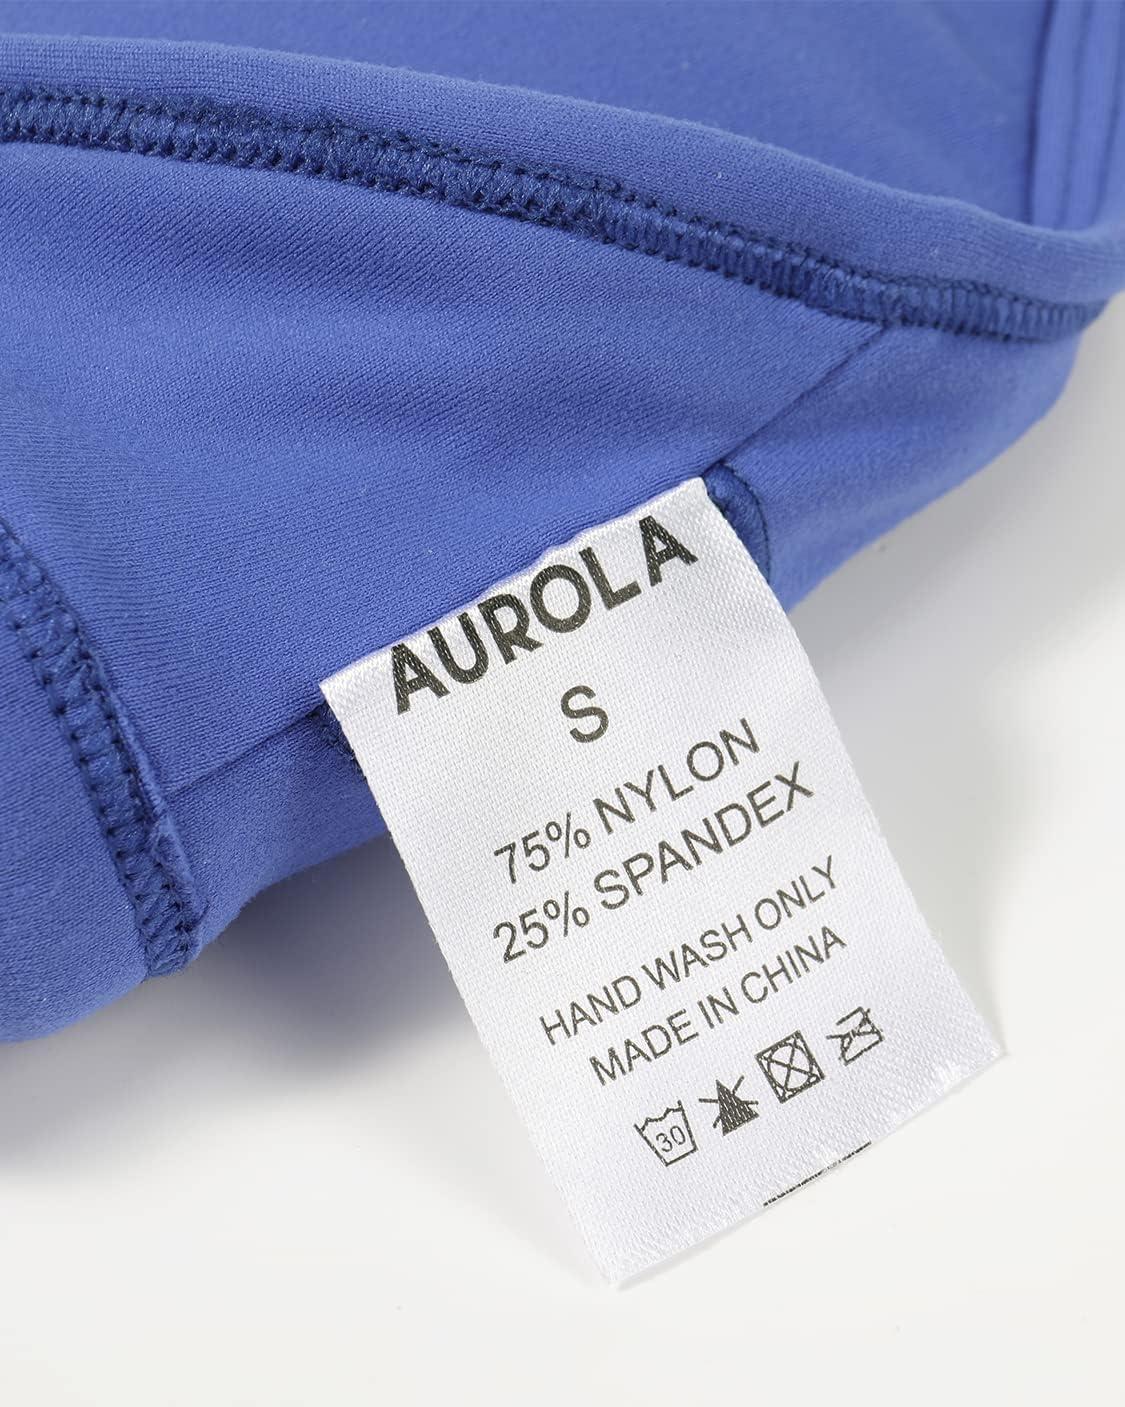 AUROLA
S
75% NYLON
25% SPANDEX
HAND WASH ONLY
MADE IN CHINA
30